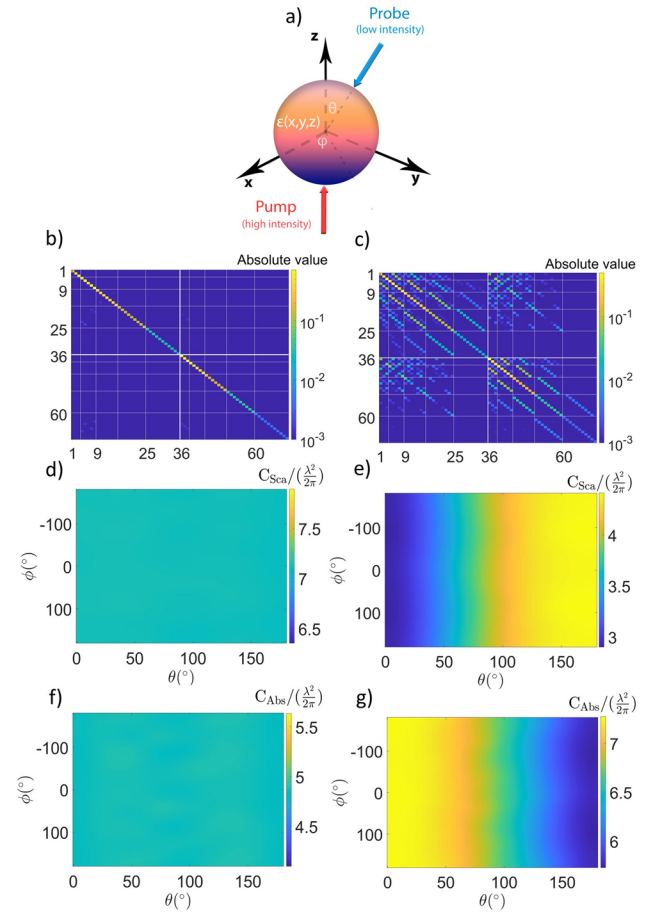 a)
Probe
(low intensity)
z
θ
ε(x,y,z)
φ
x
y
Pump
(high intensity)
b)
Absolute value
1
9
25
36
60
10⁻¹
10⁻²
10⁻³
1 9 25 36 60
c)
Absolute value
1
9
25
36
60
10⁻¹
10⁻²
10⁻³
1 9 25 36 60
d)
C_Sca/(λ²/2π)
-100
0
100
ϕ(°)
7.5
7
6.5
0 50 100 150
θ(°)
e)
C_Sca/(λ²/2π)
-100
0
100
ϕ(°)
4
3.5
3
0 50 100 150
θ(°)
f)
C_Abs/(λ²/2π)
-100
0
100
ϕ(°)
5.5
5
4.5
0 50 100 150
θ(°)
g)
C_Abs/(λ²/2π)
-100
0
100
ϕ(°)
7
6.5
6
0 50 100 150
θ(°)